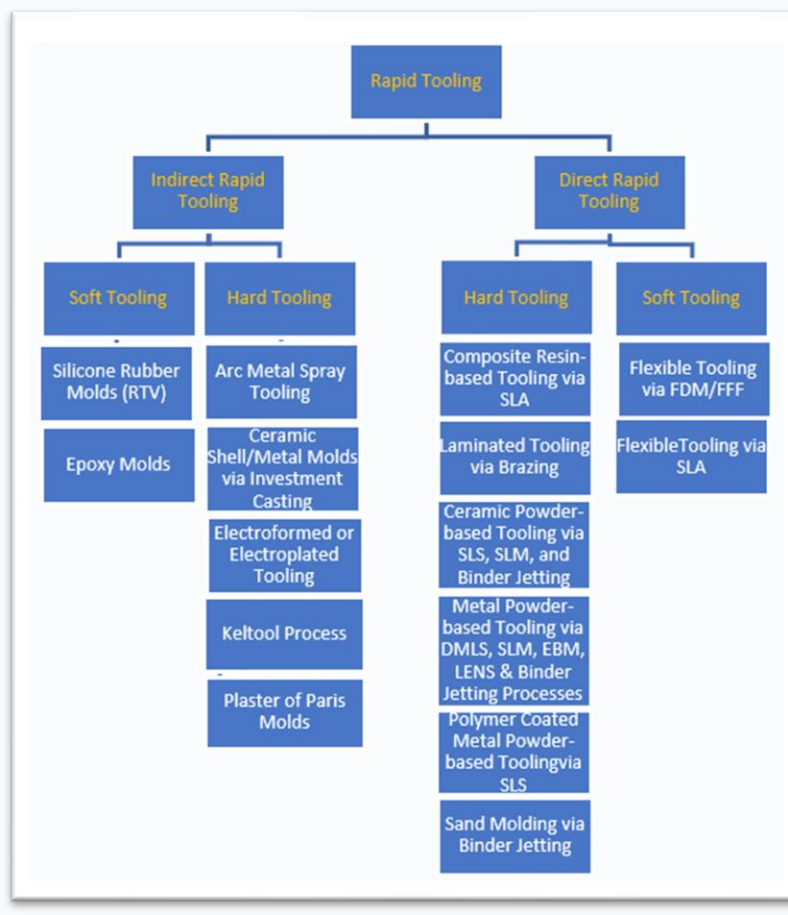 Rapid Tooling
Indirect Rapid
Tooling
Direct Rapid
Tooling
Soft Tooling
Hard Tooling
Hard Tooling
Soft Tooling
Silicone Rubber
Molds (RTV)
Epoxy Molds
Arc Metal Spray
Tooling
Ceramic
Shell/Metal Molds
via Investment
Casting
Electroformed or
Electroplated
Tooling
Keltool Process
Plaster of Paris
Molds
Composite Resin-
based Tooling via
SLA
Laminated Tooling
via Brazing
Ceramic Powder-
based Tooling via
SLS, SLM, and
Binder Jetting
Metal Powder-
based Tooling via
DMLS, SLM, EBM,
LENS & Binder
Jetting Processes
Polymer Coated
Metal Powder-
based Toolingvia
SLS
Sand Molding via
Binder Jetting
Flexible Tooling
via FDM/FFF
FlexibleTooling via
SLA